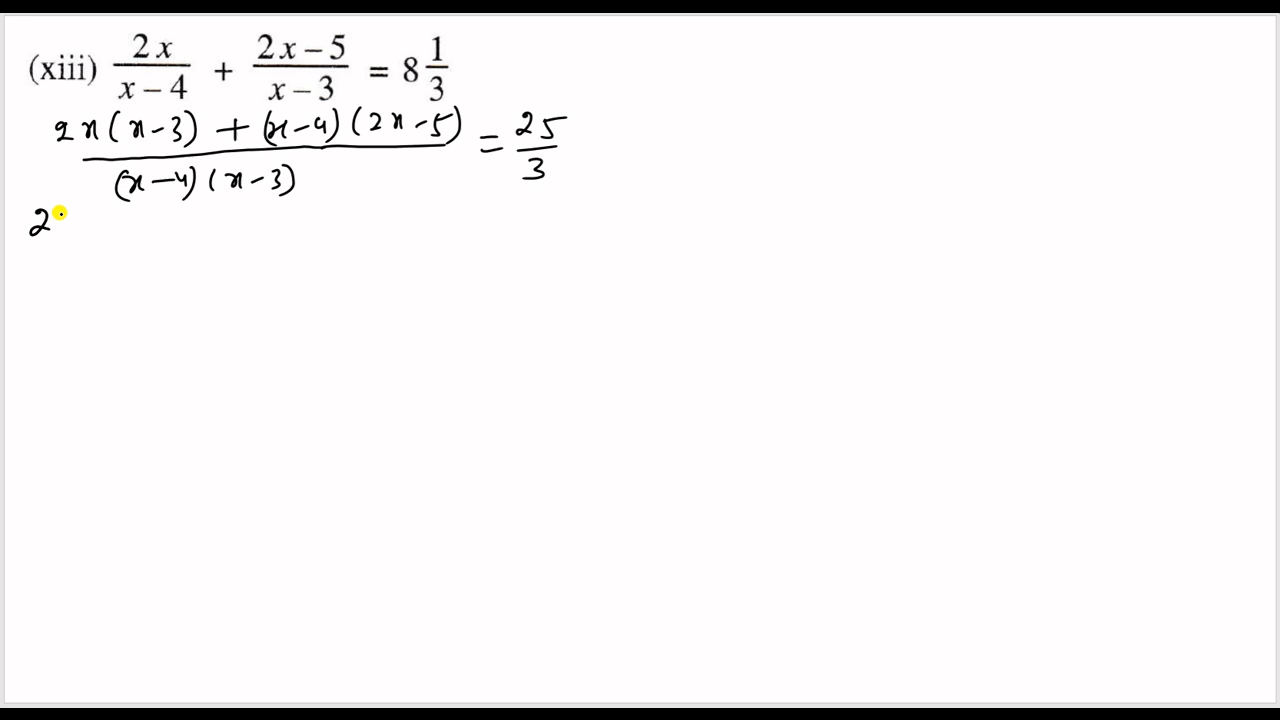 (xiii) 2x/(x – 4) + (2x – 5)/(x – 3) = 8 1/3
(2x(x-3) + (x-4)(2x-5))/((x-4)(x-3)) = 25/3
2